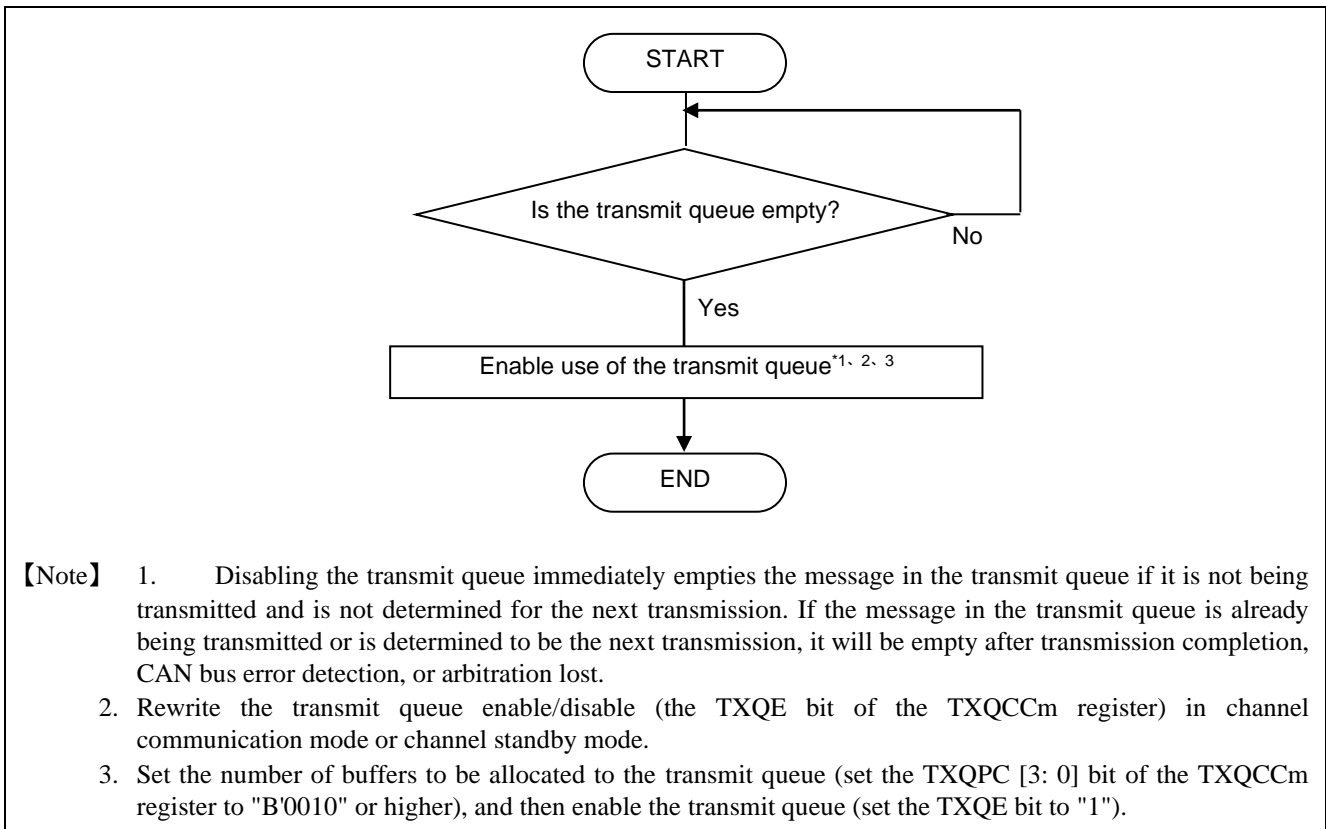 START
Is the transmit queue empty?
No
Yes
Enable use of the transmit queue*1、2、3
END
【Note】 1. Disabling the transmit queue immediately empties the message in the transmit queue if it is not being
transmitted and is not determined for the next transmission. If the message in the transmit queue is already
being transmitted or is determined to be the next transmission, it will be empty after transmission completion,
CAN bus error detection, or arbitration lost.
2. Rewrite the transmit queue enable/disable (the TXQE bit of the TXQCCm register) in channel
communication mode or channel standby mode.
3. Set the number of buffers to be allocated to the transmit queue (set the TXQPC [3: 0] bit of the TXQCCm
register to "B'0010" or higher), and then enable the transmit queue (set the TXQE bit to "1").